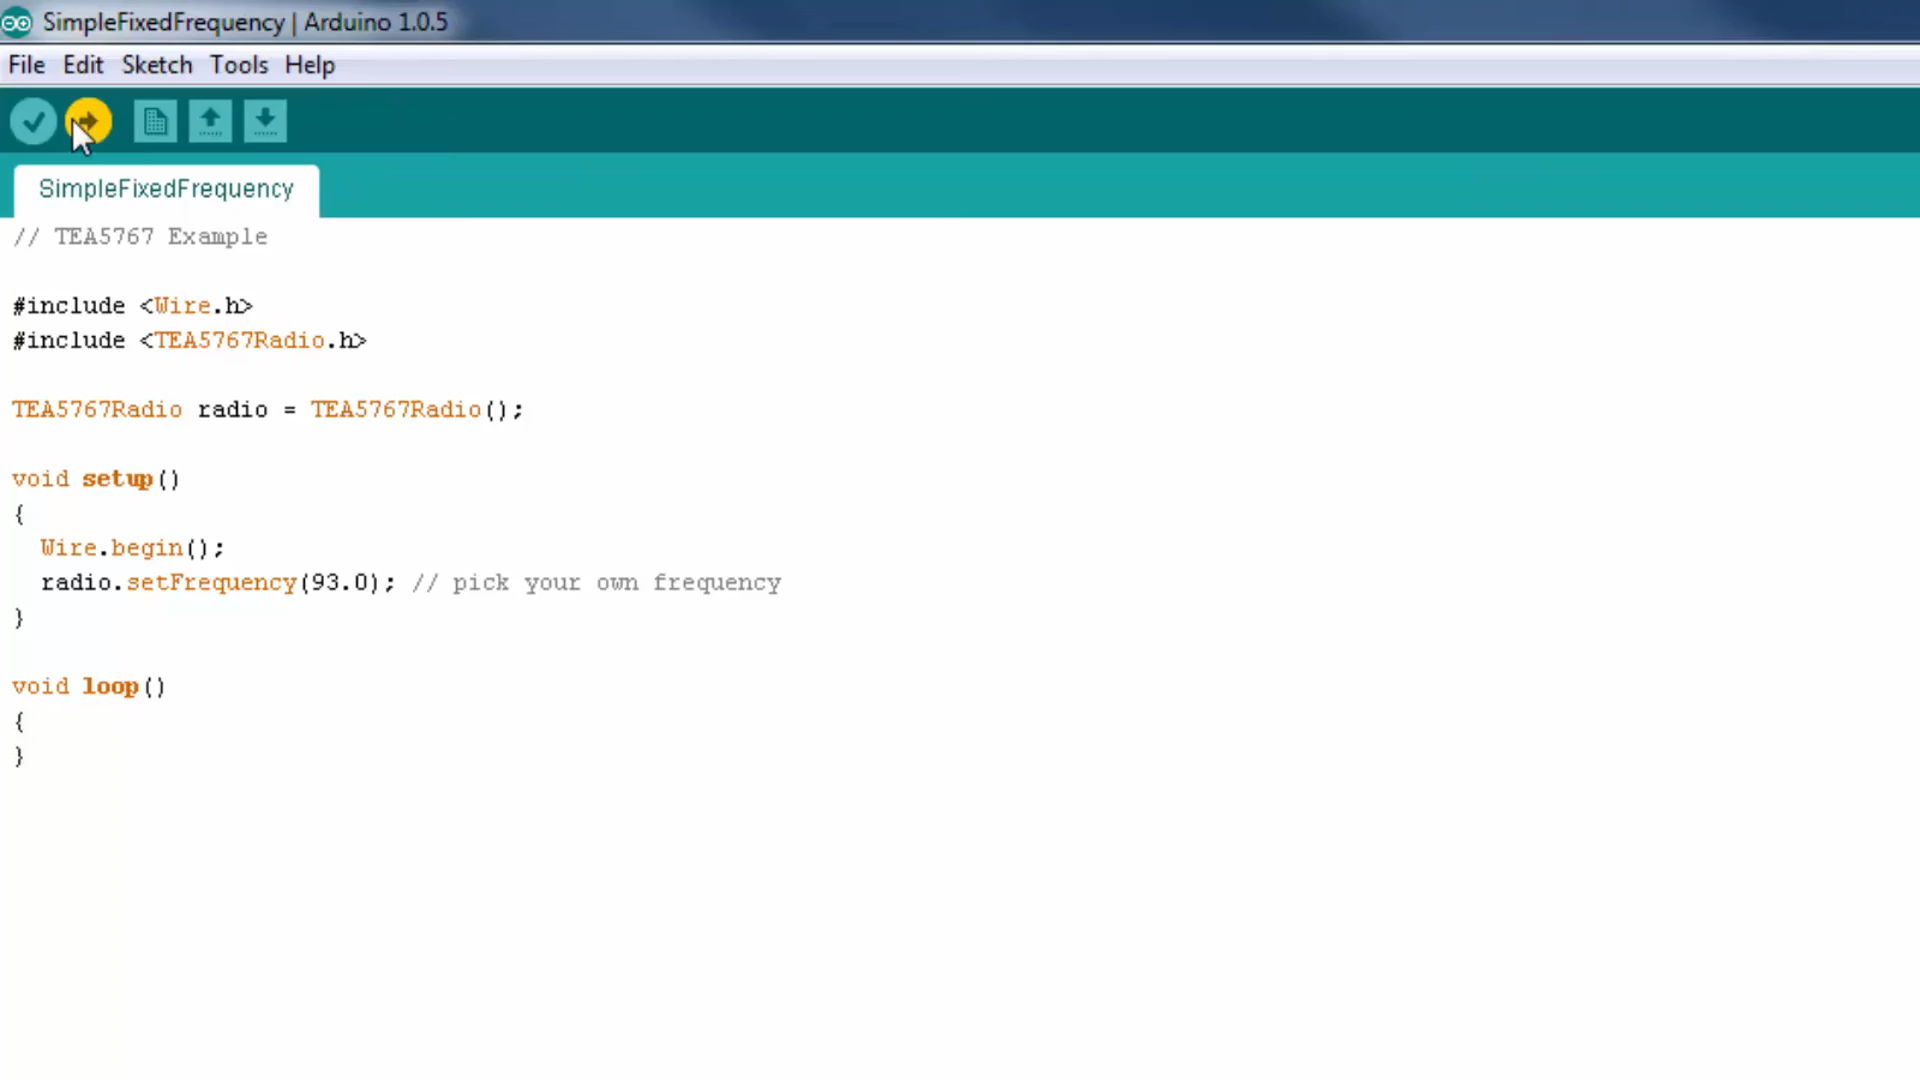 SimpleFixedFrequency | Arduino 1.0.5
File Edit Sketch Tools Help
SimpleFixedFrequency
// TEA5767 Example
#include <Wire.h>
#include <TEA5767Radio.h>
TEA5767Radio radio = TEA5767Radio();
void setup()
{
  Wire.begin();
  radio.setFrequency(93.0); // pick your own frequency
}
void loop()
{
}